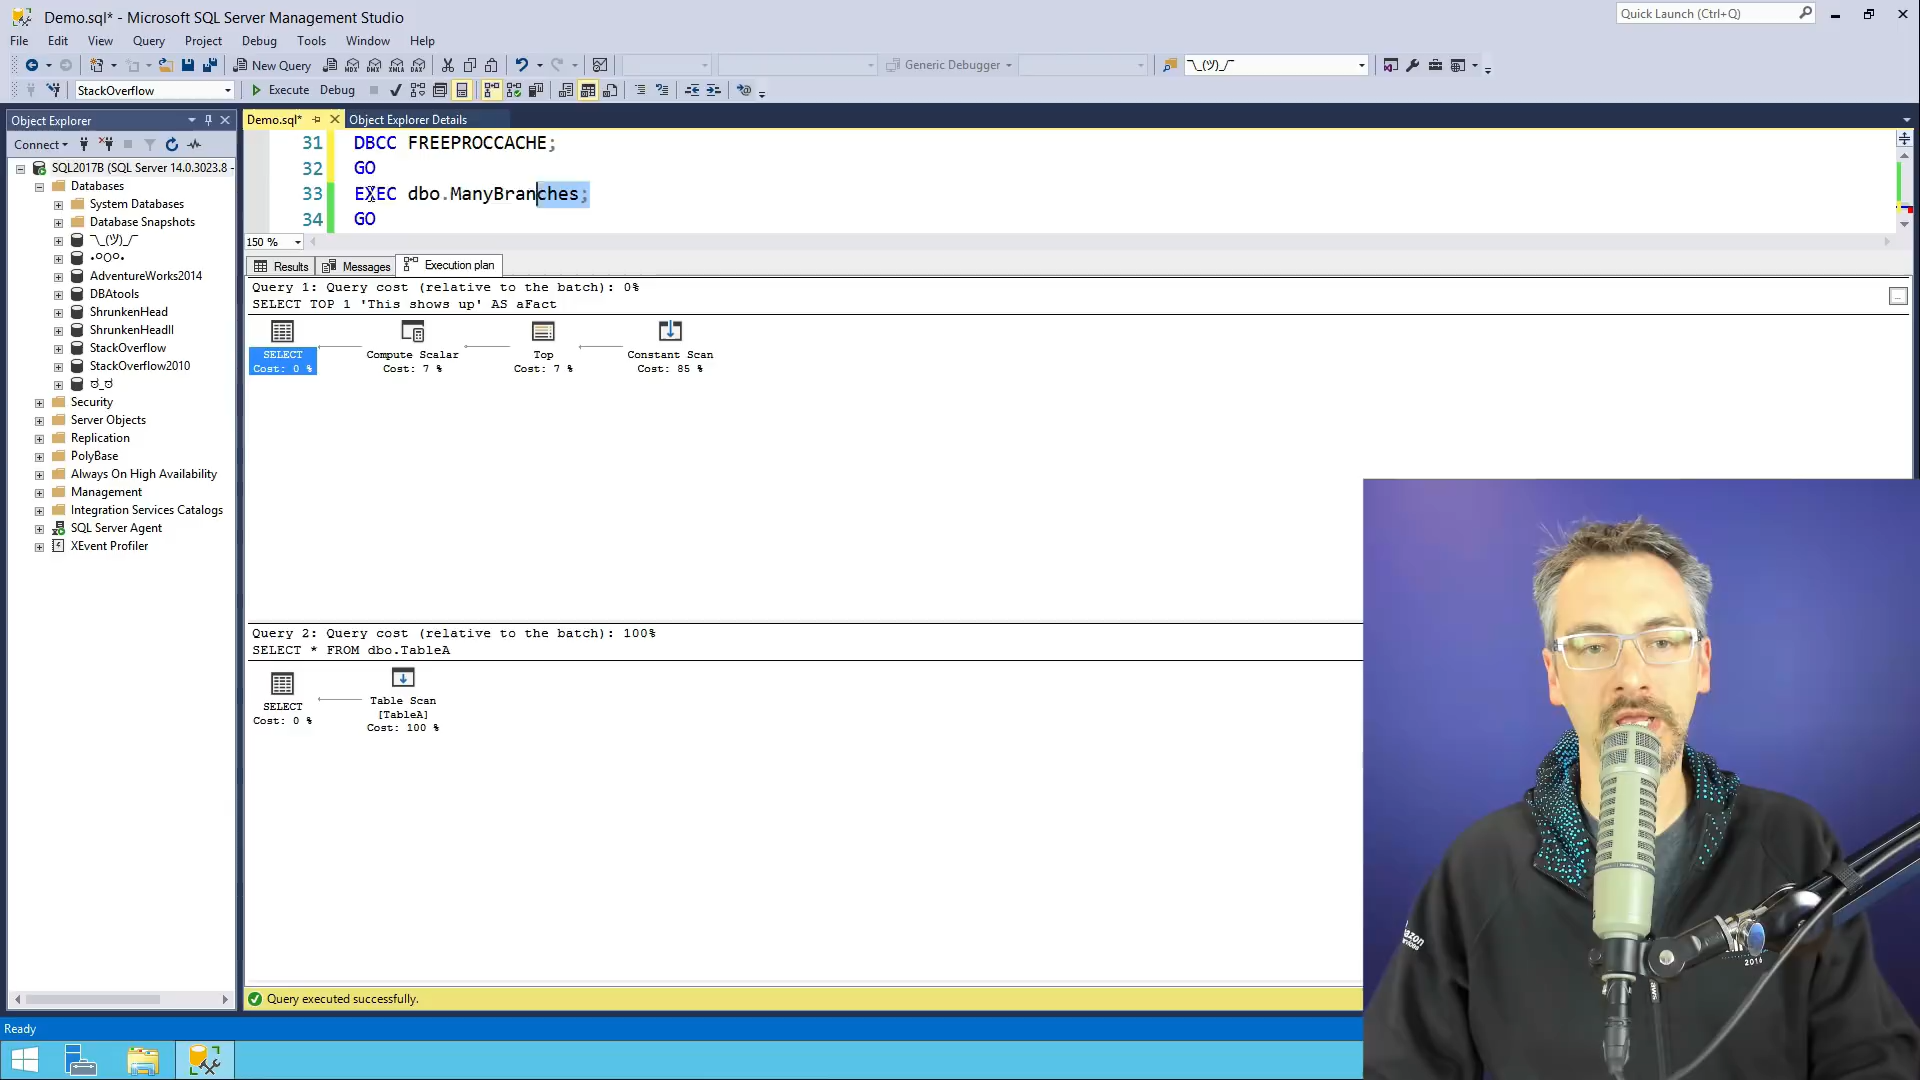 Demo.sql* - Microsoft SQL Server Management Studio
Quick Launch (Ctrl+Q)
File Edit View Query Project Debug Tools Window Help
New Query
Generic Debugger
¯\_(ツ)_/¯
StackOverflow
Execute Debug
Object Explorer
Demo.sql*
Object Explorer Details
Connect
SQL2017B (SQL Server 14.0.3023.8 -
Databases
System Databases
Database Snapshots
¯\_(ツ)_/¯
AdventureWorks2014
DBAtools
ShrunkenHead
ShrunkenHeadII
StackOverflow
StackOverflow2010
ಠ_ಠ
Security
Server Objects
Replication
PolyBase
Always On High Availability
Management
Integration Services Catalogs
SQL Server Agent
XEvent Profiler
31 DBCC FREEPROCCACHE;
32 GO
33 EXEC dbo.ManyBranches;
34 GO
150 %
Results Messages Execution plan
Query 1: Query cost (relative to the batch): 0%
SELECT TOP 1 'This shows up' AS aFact
SELECT
Cost: 0 %
Compute Scalar
Cost: 7 %
Top
Cost: 7 %
Constant Scan
Cost: 85 %
Query 2: Query cost (relative to the batch): 100%
SELECT * FROM dbo.TableA
SELECT
Cost: 0 %
Table Scan
[TableA]
Cost: 100 %
Query executed successfully.
Ready
2016